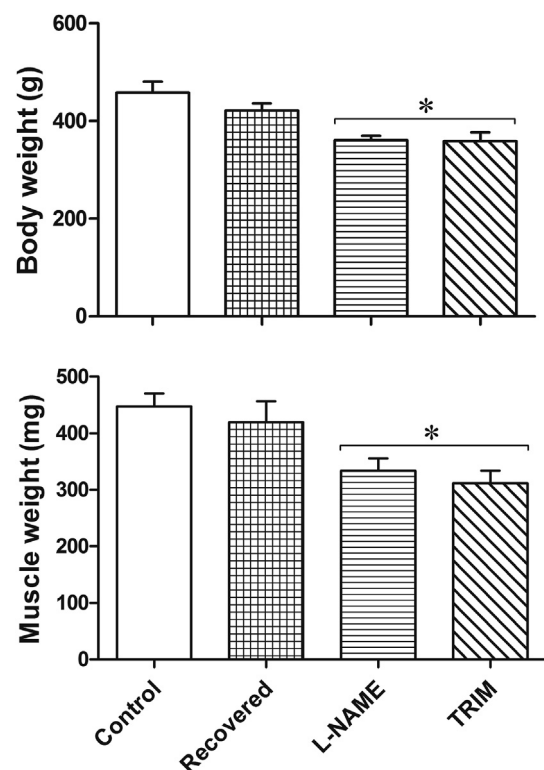 Body weight (g)
600
400
200
0
*
Muscle weight (mg)
500
400
300
200
100
0
*
Control
Recovered
L-NAME
TRIM